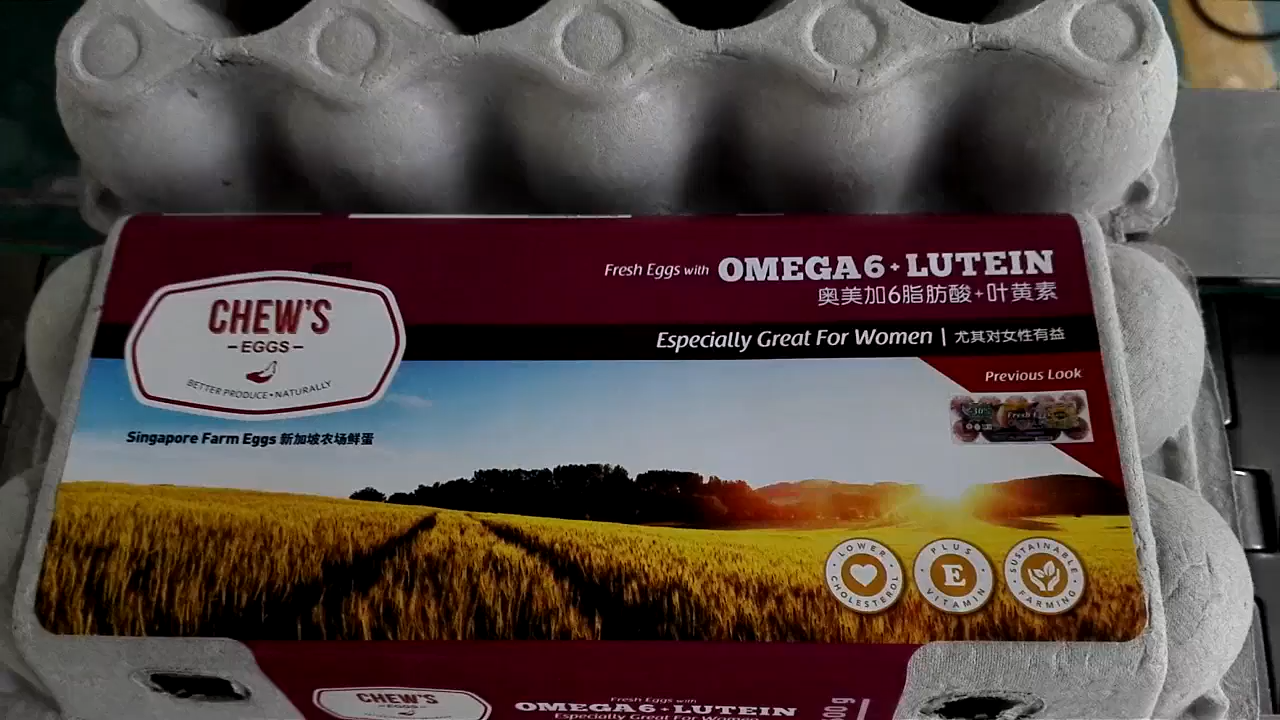 Fresh Eggs with OMEGA6 + LUTEIN
奥美加6脂肪酸+叶黄素
Especially Great For Women | 尤其对女性有益
CHEW'S
EGGS
BETTER PRODUCE • NATURALLY
Singapore Farm Eggs 新加坡农场鲜蛋
Previous Look
Fresh Eggs
LOWER CHOLESTEROL
PLUS E VITAMIN
SUSTAINABLE FARMING
CHEW'S
EGGS
Fresh Eggs with
OMEGA6 + LUTEIN
Especially Great For Women